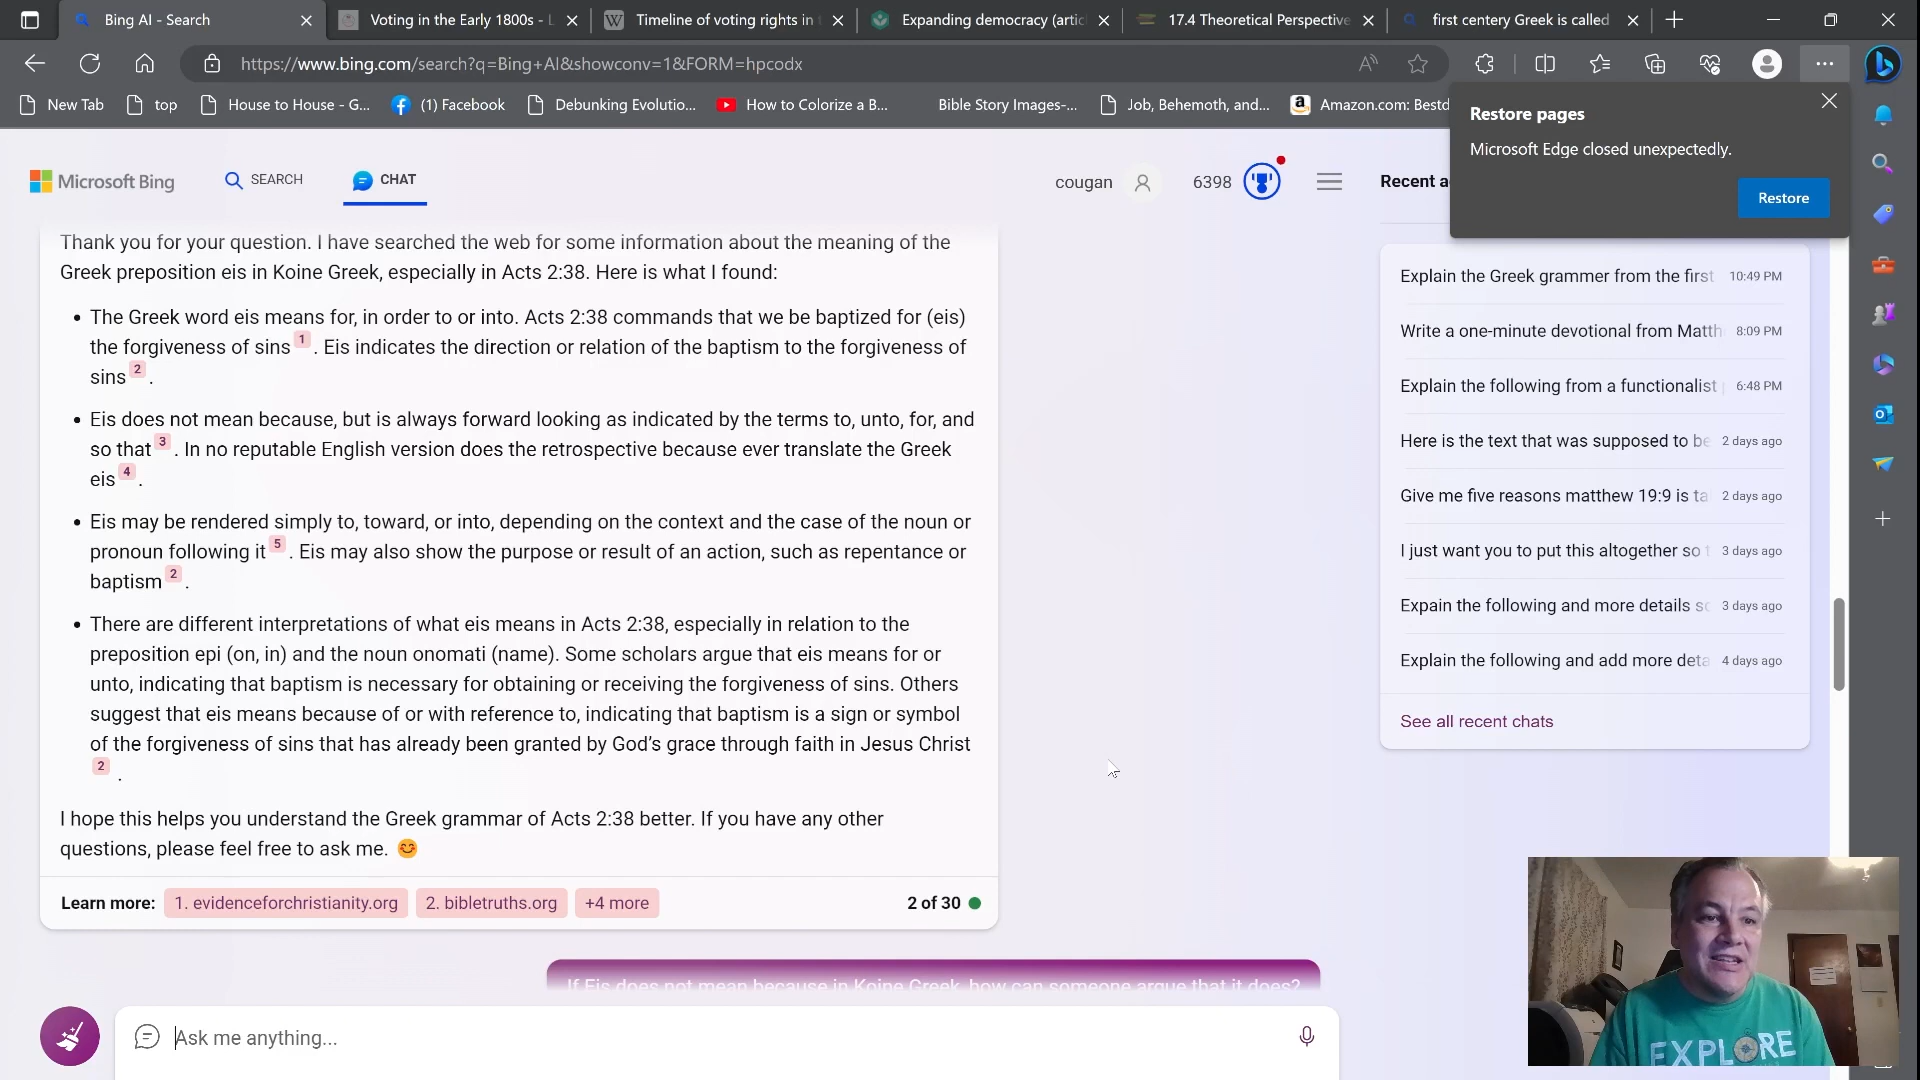 Bing AI - Search
Voting in the Early 1800s - L
Timeline of voting rights in
Expanding democracy (artic
17.4 Theoretical Perspective
first centery Greek is called
https://www.bing.com/search?q=Bing+AI&showconv=1&FORM=hpcodx
New Tab
top
House to House - G...
(1) Facebook
Debunking Evolutio...
How to Colorize a B...
Bible Story Images-...
Job, Behemoth, and...
Amazon.com: Bestd
Restore pages
Microsoft Edge closed unexpectedly.
Restore
Microsoft Bing
SEARCH
CHAT
cougan
6398
Recent a
Thank you for your question. I have searched the web for some information about the meaning of the
Greek preposition eis in Koine Greek, especially in Acts 2:38. Here is what I found:
• The Greek word eis means for, in order to or into. Acts 2:38 commands that we be baptized for (eis)
the forgiveness of sins 1 . Eis indicates the direction or relation of the baptism to the forgiveness of
sins 2 .
• Eis does not mean because, but is always forward looking as indicated by the terms to, unto, for, and
so that 3 . In no reputable English version does the retrospective because ever translate the Greek
eis 4 .
• Eis may be rendered simply to, toward, or into, depending on the context and the case of the noun or
pronoun following it 5 . Eis may also show the purpose or result of an action, such as repentance or
baptism 2 .
• There are different interpretations of what eis means in Acts 2:38, especially in relation to the
preposition epi (on, in) and the noun onomati (name). Some scholars argue that eis means for or
unto, indicating that baptism is necessary for obtaining or receiving the forgiveness of sins. Others
suggest that eis means because of or with reference to, indicating that baptism is a sign or symbol
of the forgiveness of sins that has already been granted by God's grace through faith in Jesus Christ
2 .
I hope this helps you understand the Greek grammar of Acts 2:38 better. If you have any other
questions, please feel free to ask me. 😊
Learn more: 1. evidenceforchristianity.org 2. bibletruths.org +4 more 2 of 30
If Eis does not mean because in Koine Greek, how can someone argue that it does?
Ask me anything...
Explain the Greek grammer from the first 10:49 PM
Write a one-minute devotional from Matth 8:09 PM
Explain the following from a functionalist 6:48 PM
Here is the text that was supposed to be 2 days ago
Give me five reasons matthew 19:9 is ta 2 days ago
I just want you to put this altogether so t 3 days ago
Expain the following and more details so 3 days ago
Explain the following and add more deta 4 days ago
See all recent chats
EXPLORE